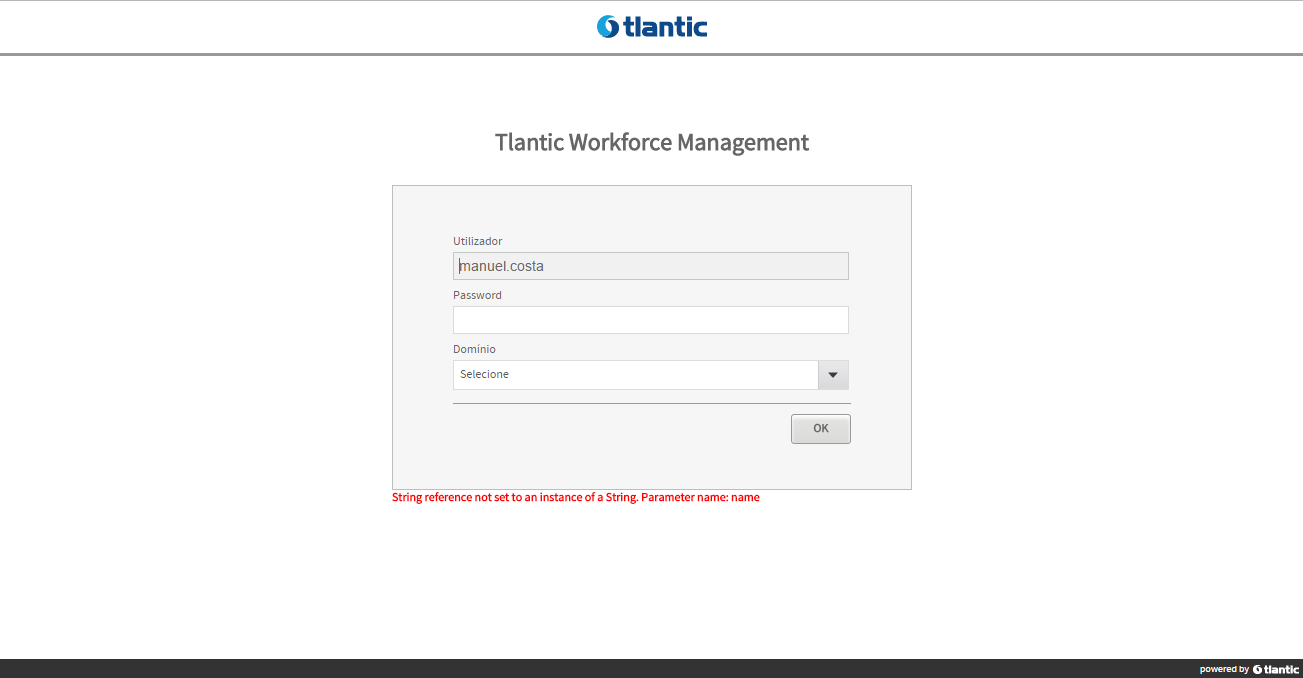 tlantic
Tlantic Workforce Management
Utilizador
manuel.costa
Password
Domínio
Selecione
OK
String reference not set to an instance of a String. Parameter name: name
powered by tlantic